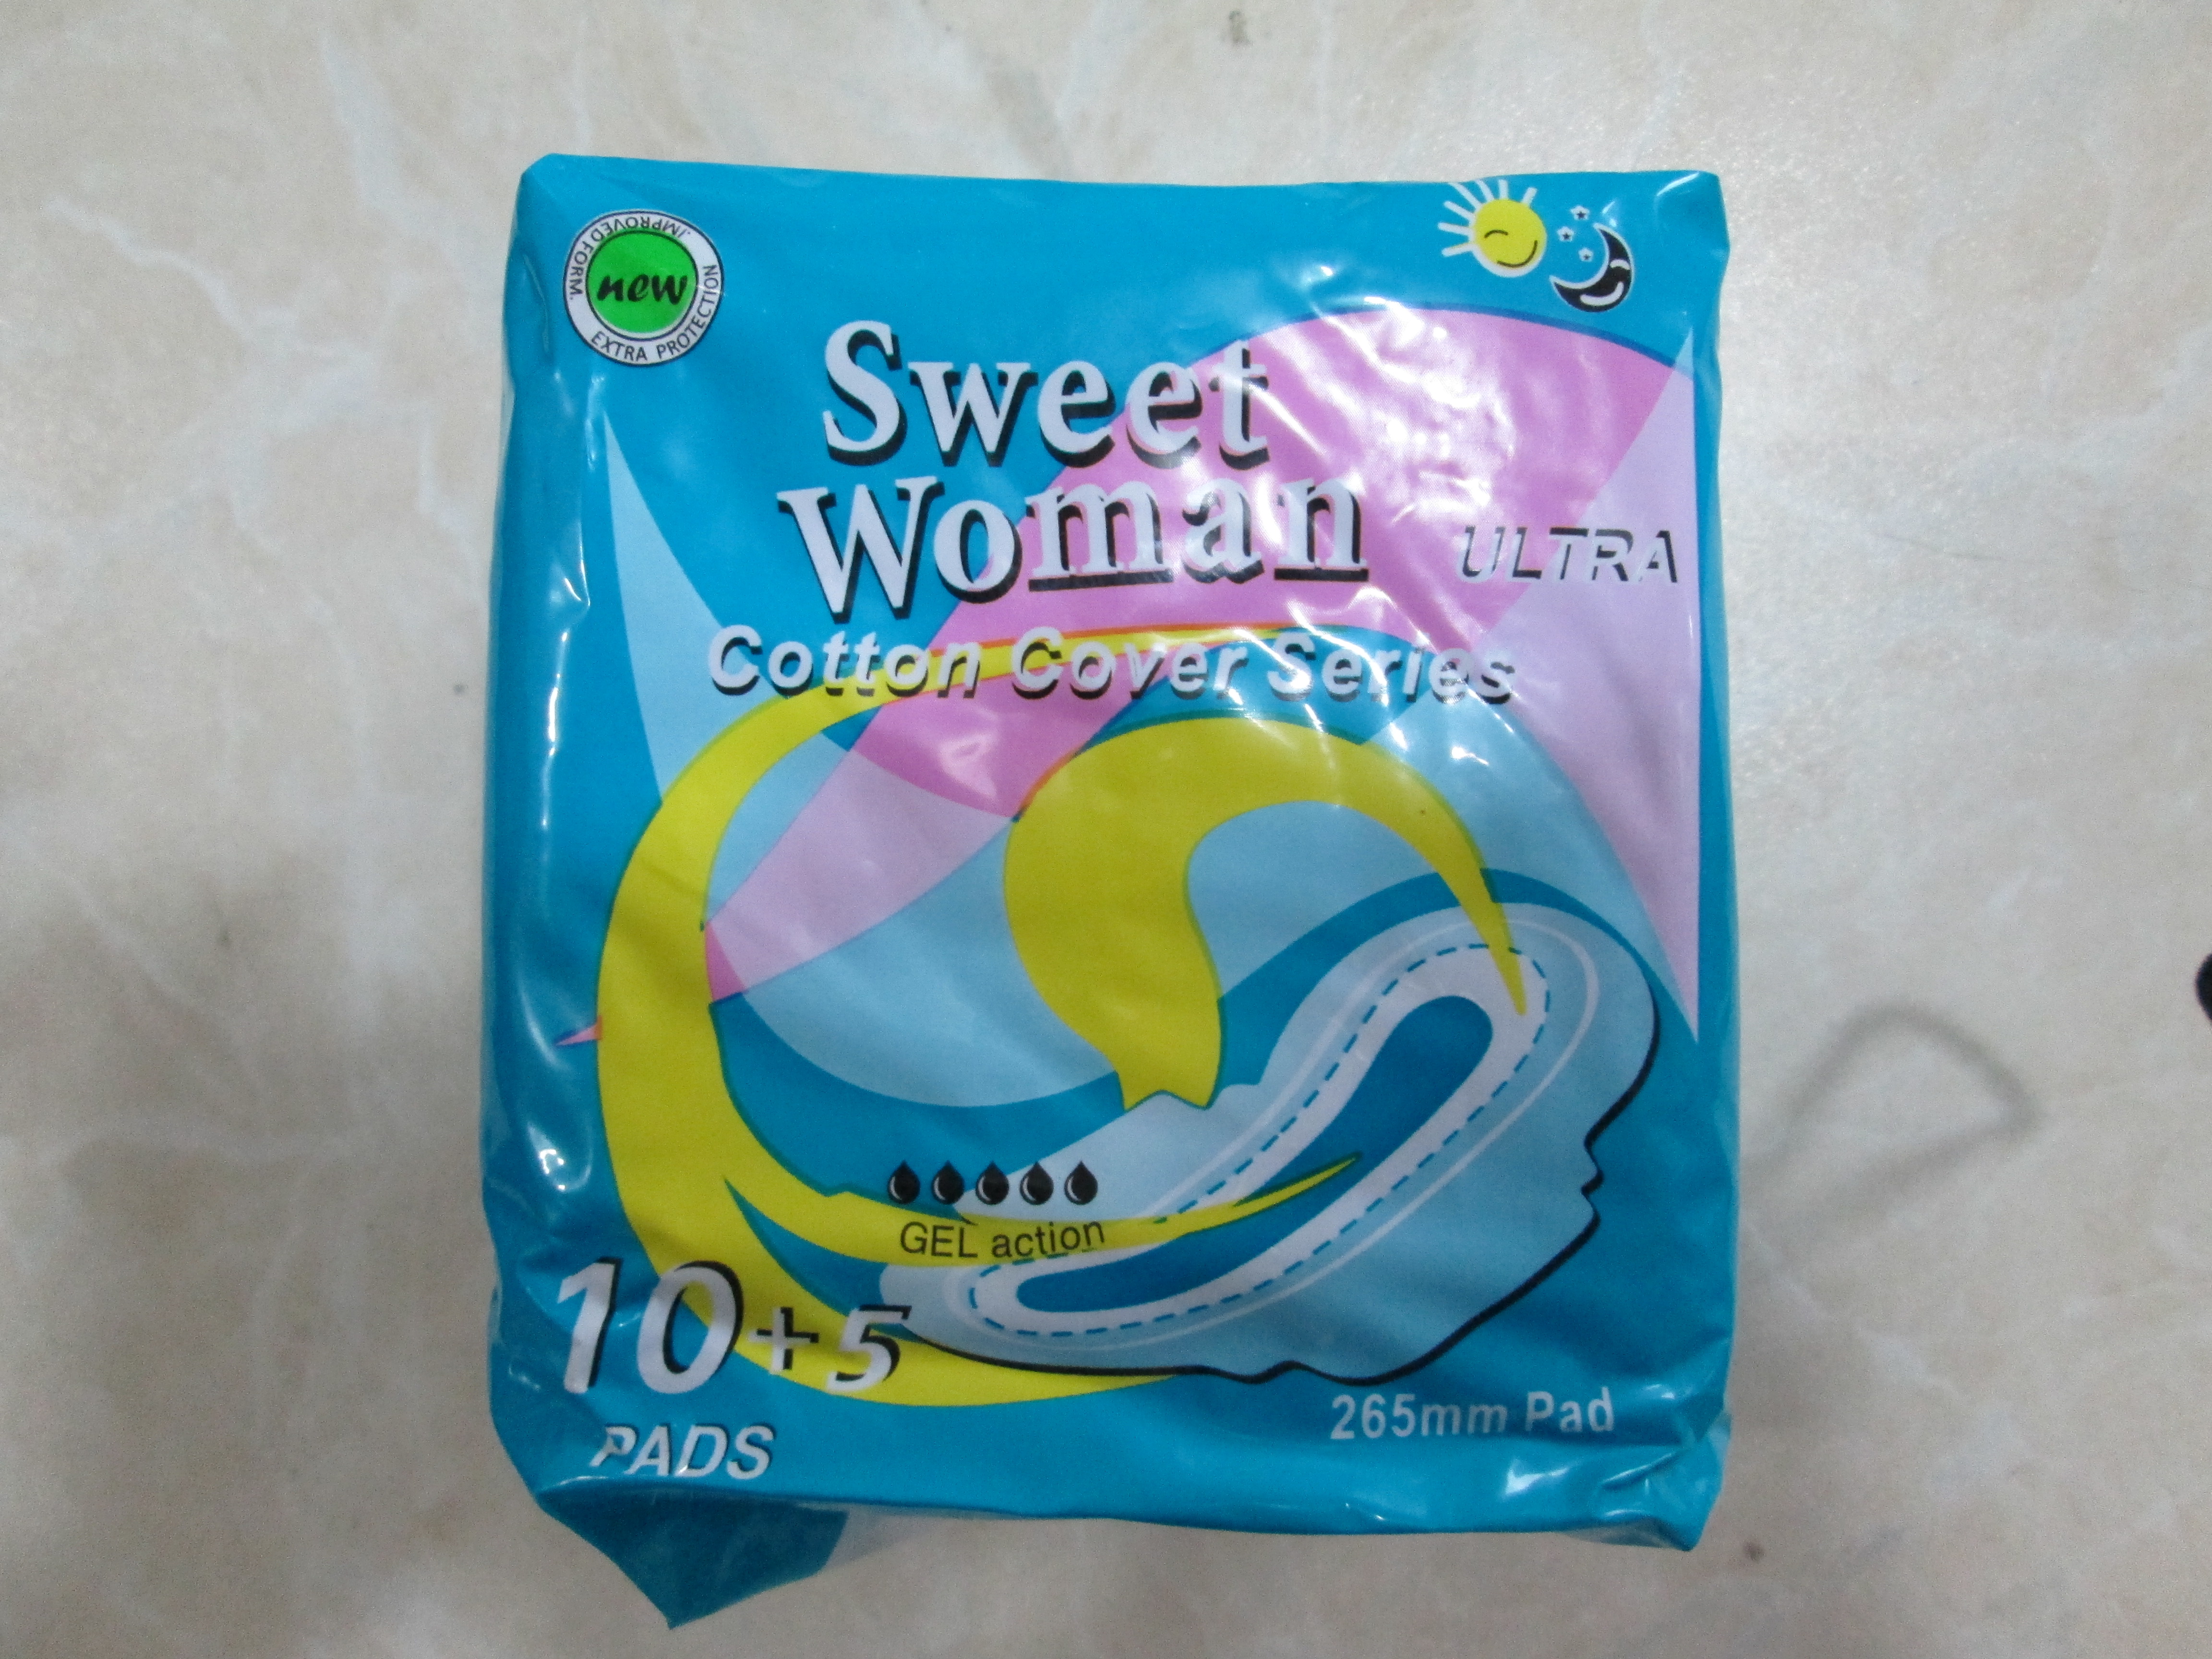 new
IMPROVED FORM.
EXTRA PROTECTION
Sweet
Woman
ULTRA
Cotton Cover Series
GEL action
10+5
PADS
265mm Pad